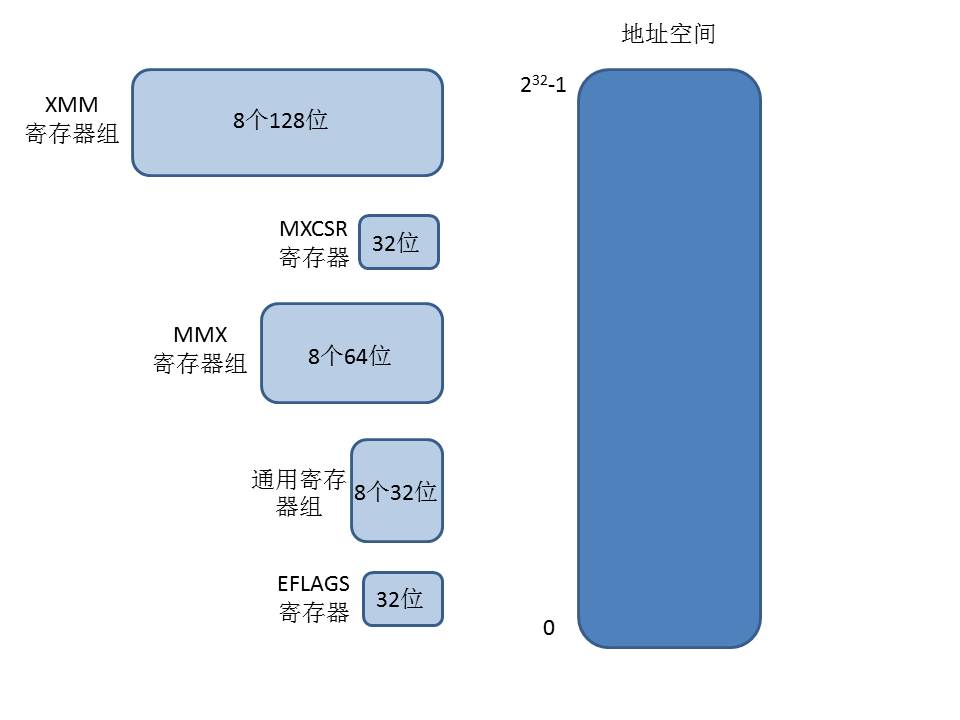 地址空间
2³²-1
XMM
寄存器组
8个128位
MXCSR
寄存器
32位
MMX
寄存器组
8个64位
通用寄存
器组
8个32位
EFLAGS
寄存器
32位
0